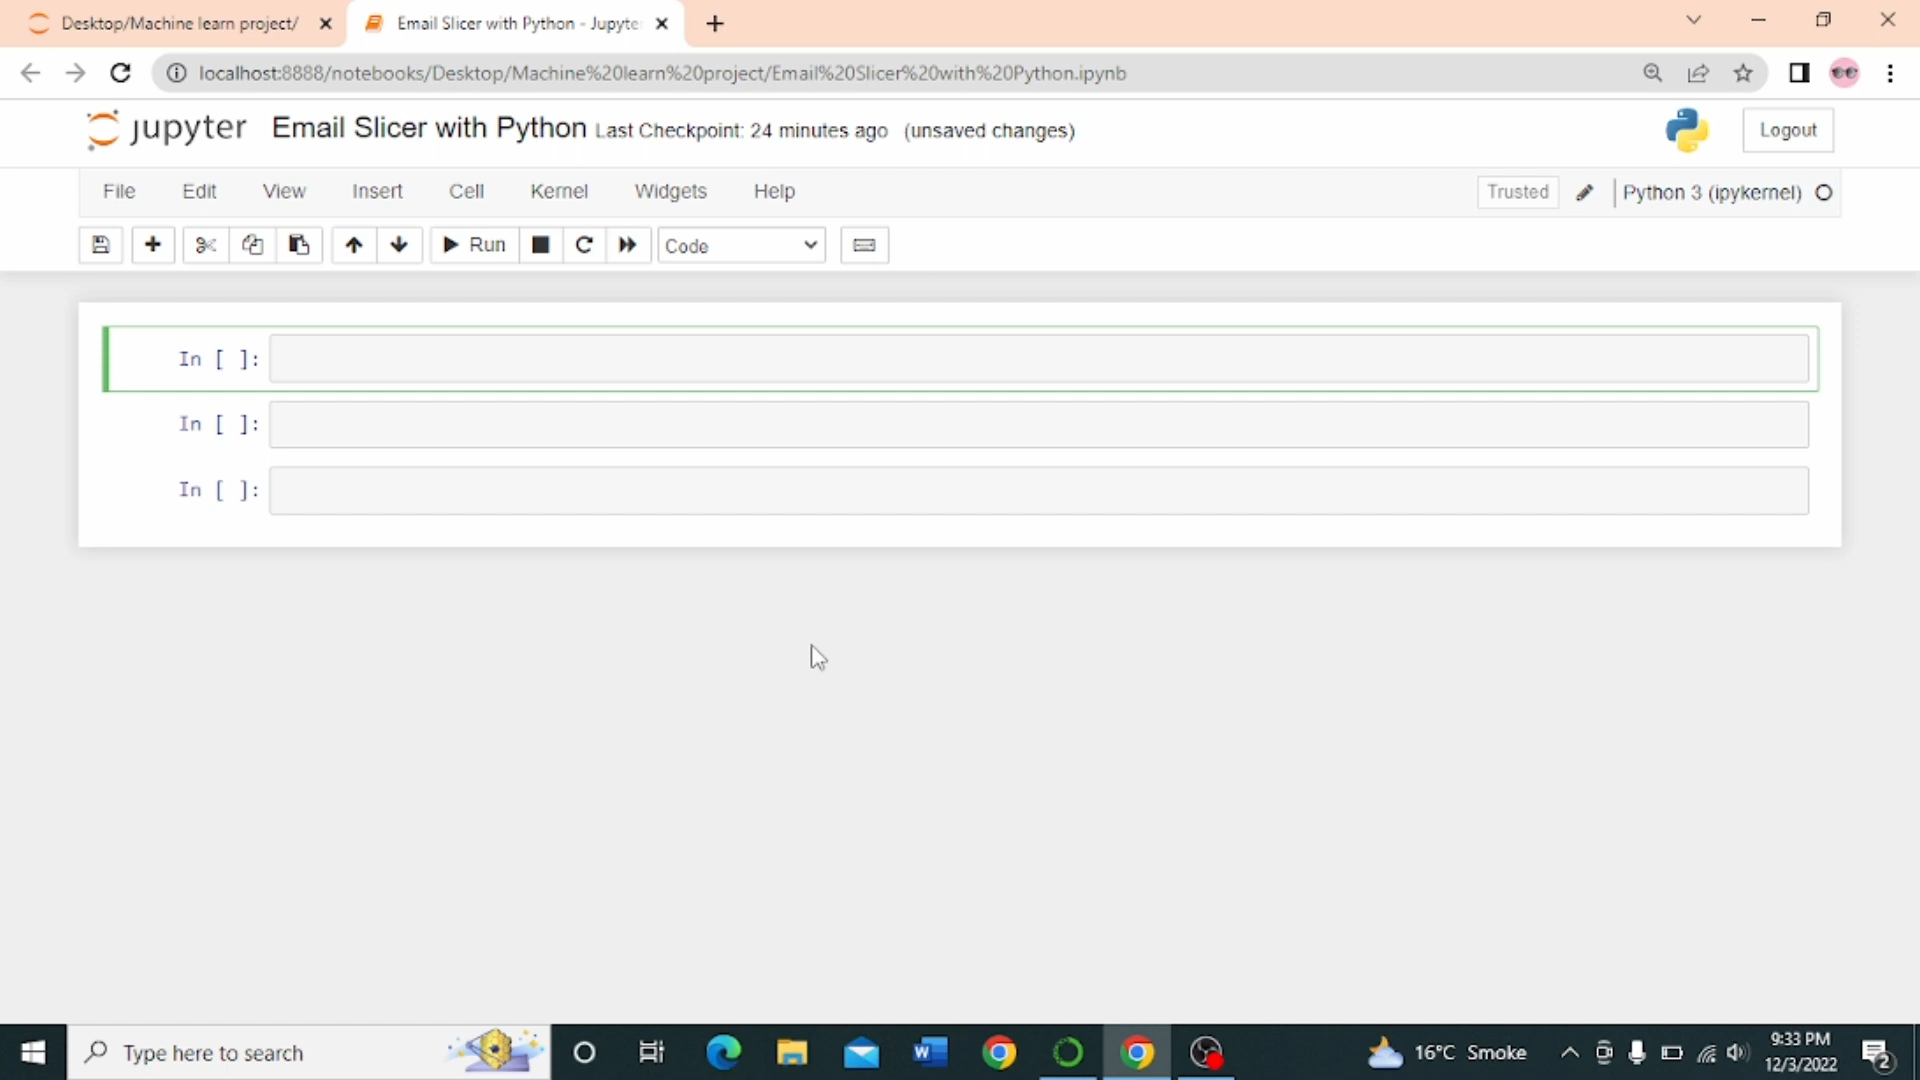 Desktop/Machine learn project/
Email Slicer with Python - Jupyte
localhost:8888/notebooks/Desktop/Machine%20learn%20project/Email%20Slicer%20with%20Python.ipynb
jupyter Email Slicer with Python Last Checkpoint: 24 minutes ago (unsaved changes)
Logout
File Edit View Insert Cell Kernel Widgets Help
Trusted Python 3 (ipykernel)
Run Code
In [ ]:
In [ ]:
In [ ]:
Type here to search
16°C Smoke
9:33 PM
12/3/2022
2